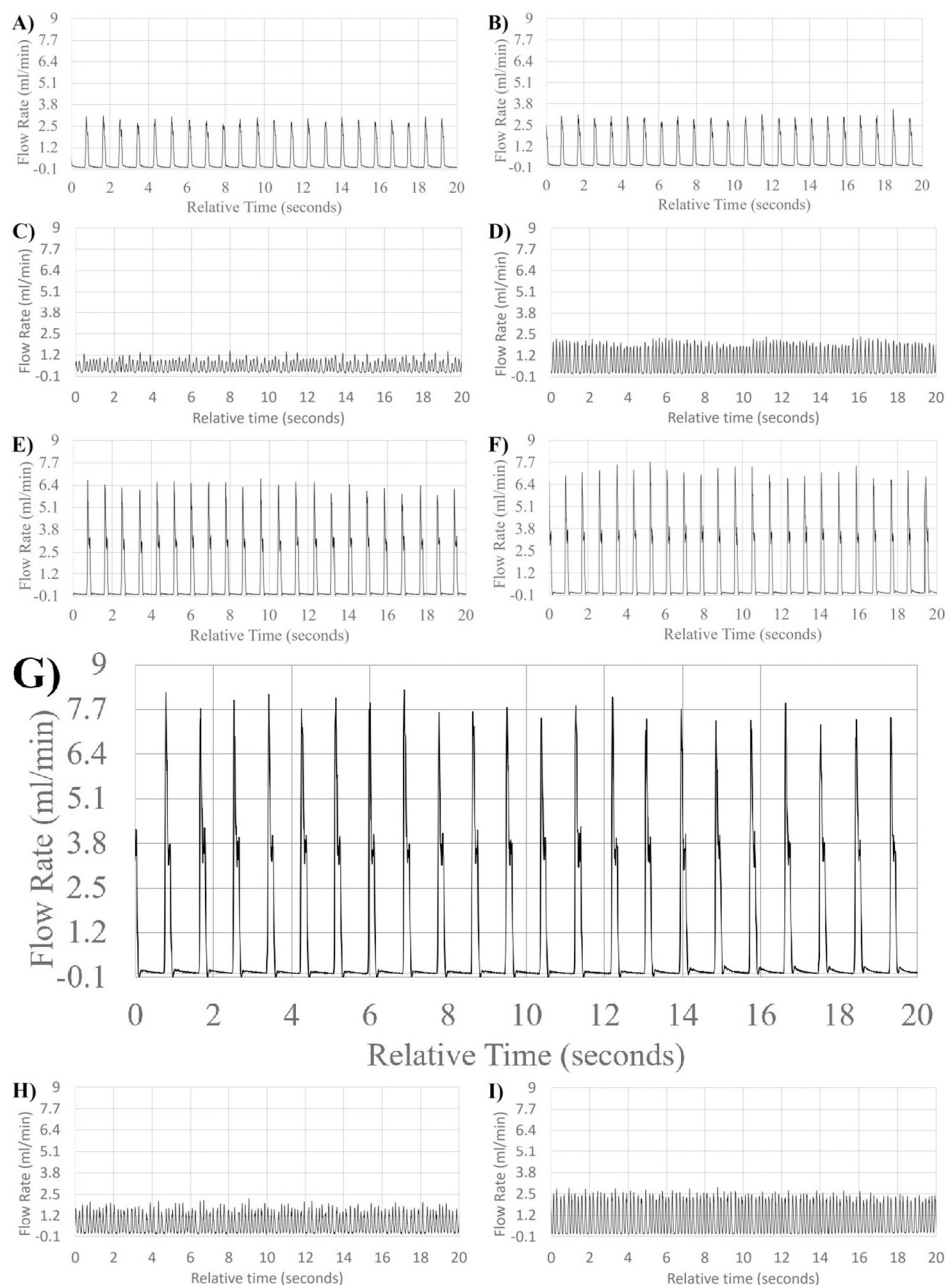 A)
Flow Rate (ml/min)
9
7.7
6.4
5.1
3.8
2.5
1.2
-0.1
0 2 4 6 8 10 12 14 16 18 20
Relative Time (seconds)
B)
Flow Rate (ml/min)
9
7.7
6.4
5.1
3.8
2.5
1.2
-0.1
0 2 4 6 8 10 12 14 16 18 20
Relative Time (seconds)
C)
Flow Rate (ml/min)
9
7.7
6.4
5.1
3.8
2.5
1.2
-0.1
0 2 4 6 8 10 12 14 16 18 20
Relative time (seconds)
D)
Flow Rate (ml/min)
9
7.7
6.4
5.1
3.8
2.5
1.2
-0.1
0 2 4 6 8 10 12 14 16 18 20
Relative time (seconds)
E)
Flow Rate (ml/min)
9
7.7
6.4
5.1
3.8
2.5
1.2
-0.1
0 2 4 6 8 10 12 14 16 18 20
Relative Time (seconds)
F)
Flow Rate (ml/min)
9
7.7
6.4
5.1
3.8
2.5
1.2
-0.1
0 2 4 6 8 10 12 14 16 18 20
Relative Time (seconds)
G)
Flow Rate (ml/min)
9
7.7
6.4
5.1
3.8
2.5
1.2
-0.1
0 2 4 6 8 10 12 14 16 18 20
Relative Time (seconds)
H)
Flow Rate (ml/min)
9
7.7
6.4
5.1
3.8
2.5
1.2
-0.1
0 2 4 6 8 10 12 14 16 18 20
Relative time (seconds)
I)
Flow Rate (ml/min)
9
7.7
6.4
5.1
3.8
2.5
1.2
-0.1
0 2 4 6 8 10 12 14 16 18 20
Relative time (seconds)